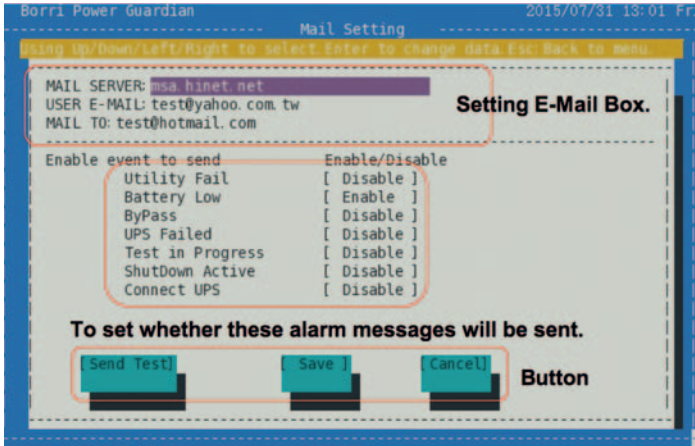 Borri Power Guardian 2015/07/31 13:01 Fr
Mail Setting
Using Up/Down/Left/Right to select Enter to change data Esc:Back to menu.
MAIL SERVER: msa.hinet.net
USER E-MAIL: test@yahoo.com.tw
MAIL TO: test@hotmail.com
Setting E-Mail Box.
Enable event to send Enable/Disable
Utility Fail [ Disable ]
Battery Low [ Enable ]
ByPass [ Disable ]
UPS Failed [ Disable ]
Test in Progress [ Disable ]
ShutDown Active [ Disable ]
Connect UPS [ Disable ]
To set whether these alarm messages will be sent.
[Send Test] [ Save ] [Cancel]
Button